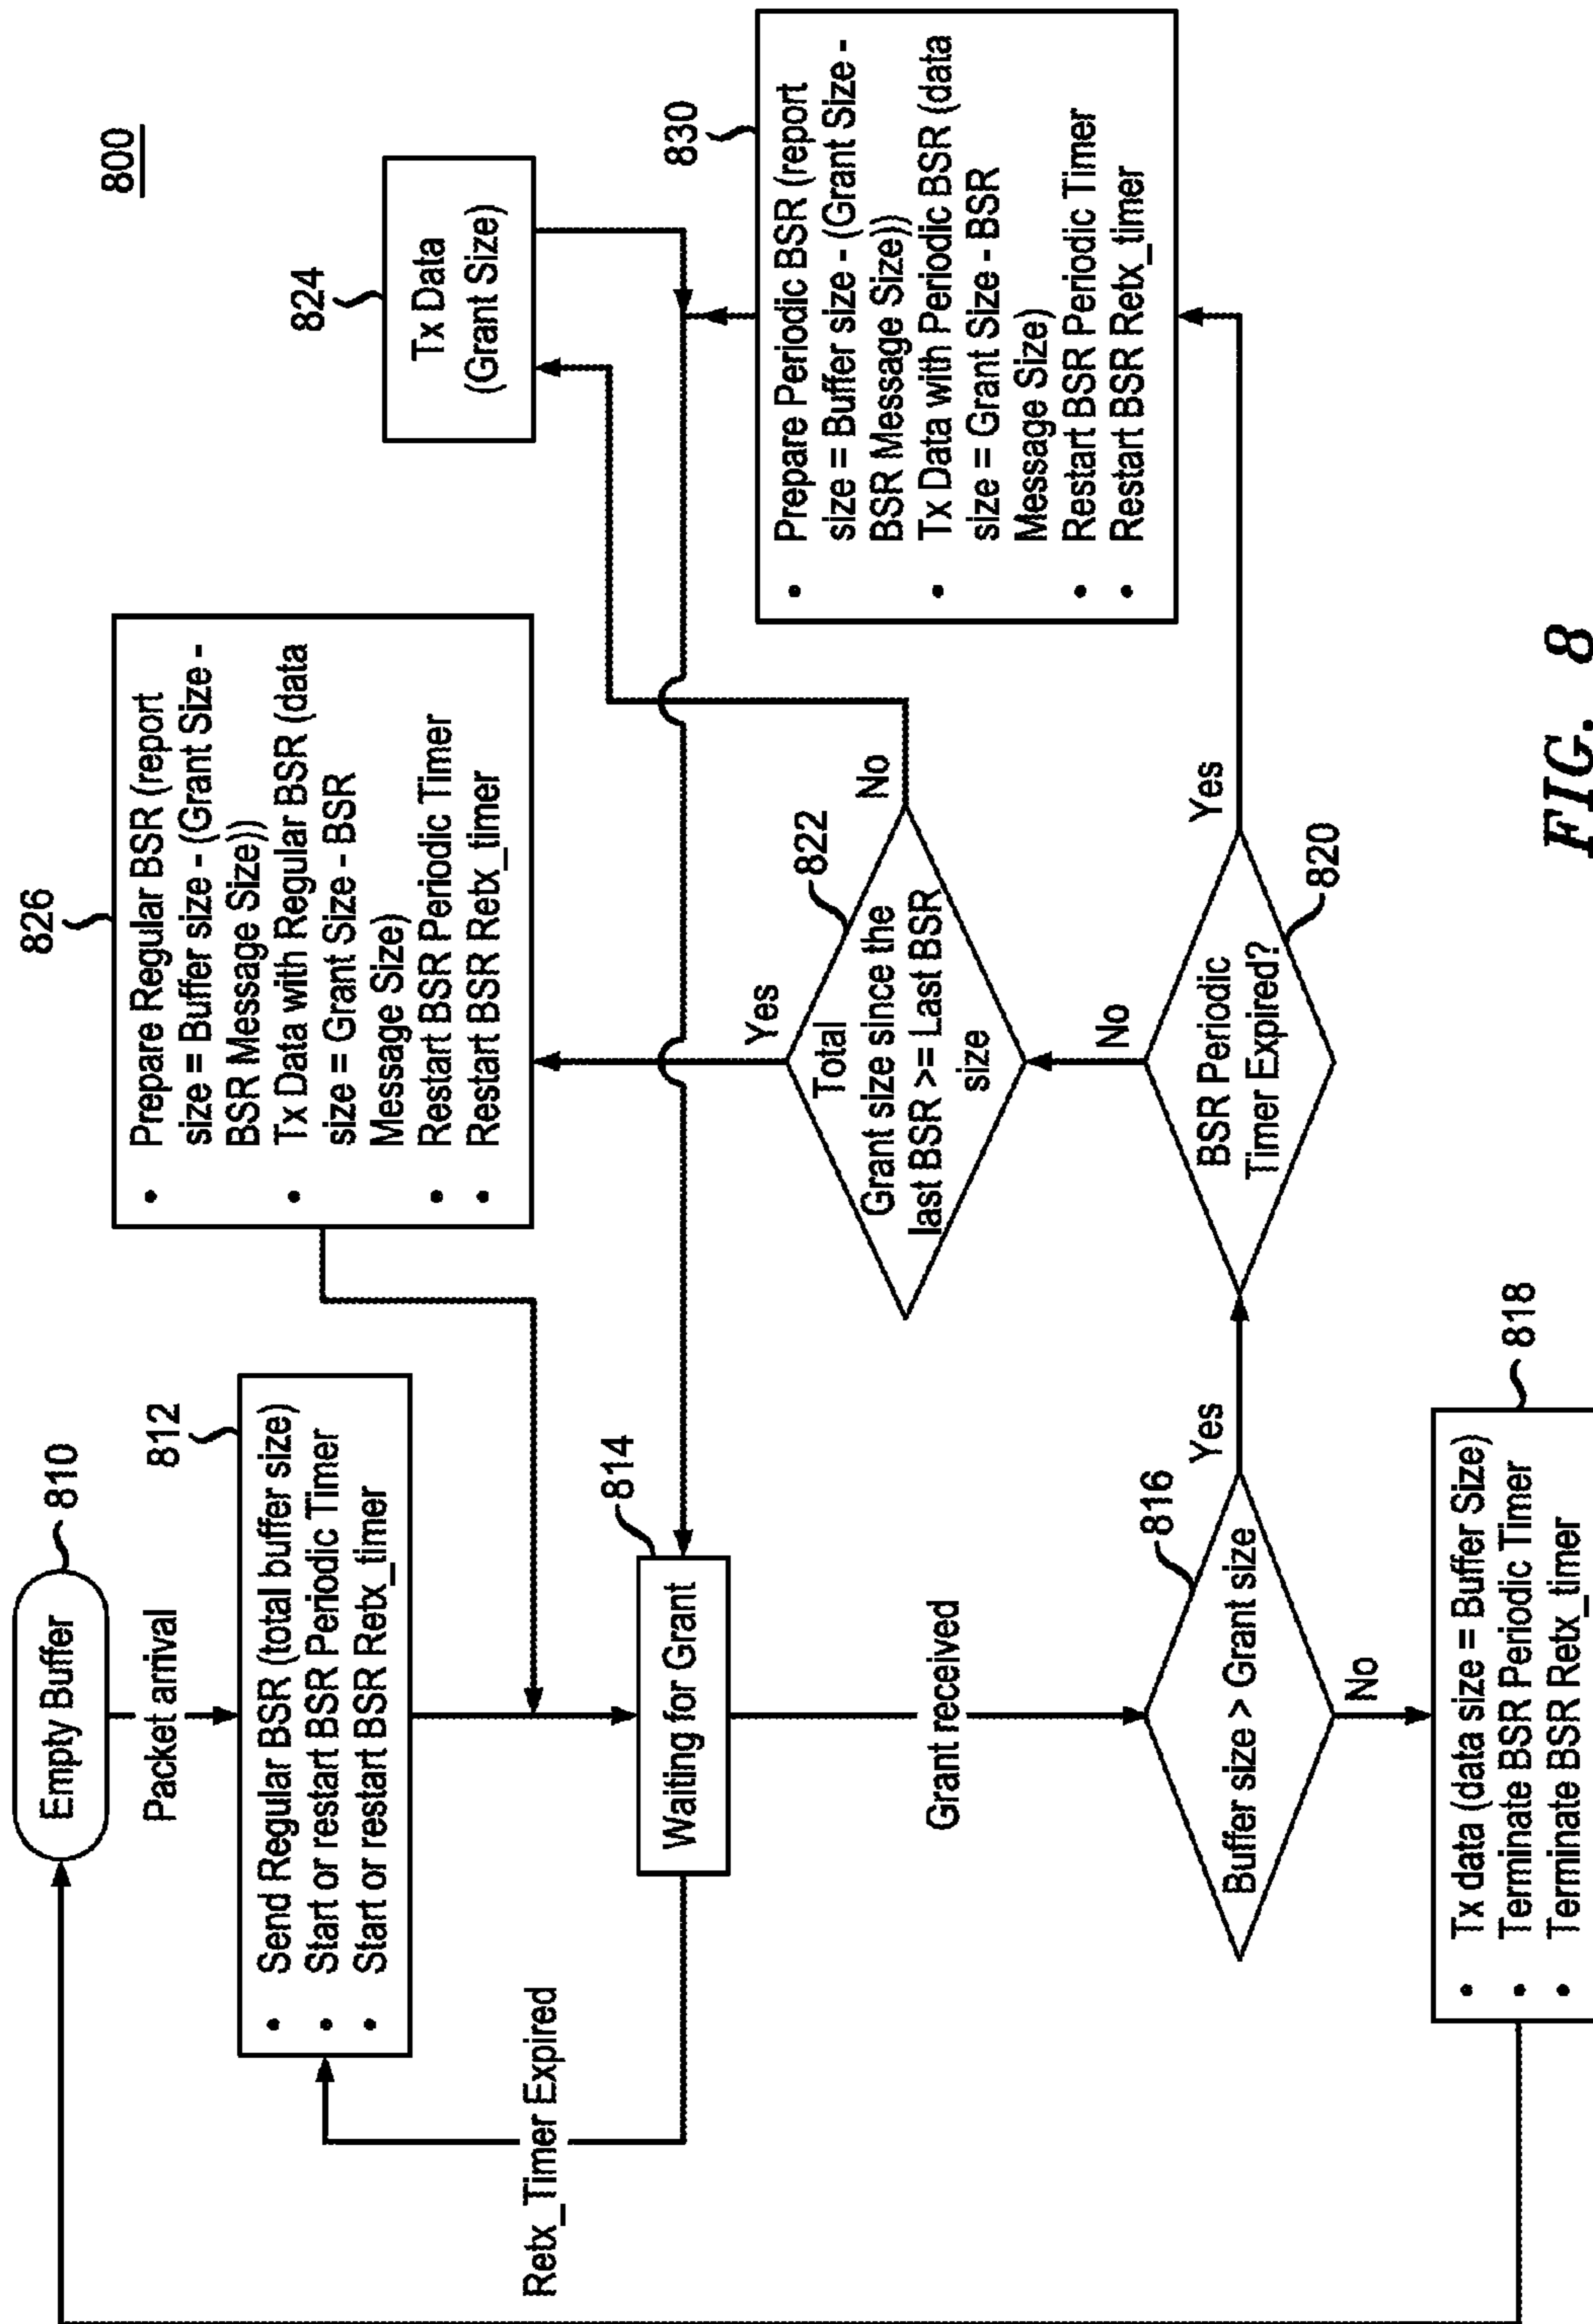 800
Empty Buffer
810
Packet arrival
812
• Send Regular BSR (total buffer size)
• Start or restart BSR Periodic Timer
• Start or restart BSR Retx_timer
Retx_Timer Expired
814
Waiting for Grant
Grant received
816
Buffer size > Grant size
Yes
No
818
• Tx data (data size = Buffer Size)
• Terminate BSR Periodic Timer
• Terminate BSR Retx_timer
820
BSR Periodic
Timer Expired?
No
Yes
822
Total
Grant size since the
last BSR >= Last BSR
size
Yes
No
826
• Prepare Regular BSR (report
size = Buffer size - (Grant Size -
BSR Message Size))
• Tx Data with Regular BSR (data
size = Grant Size - BSR
Message Size)
• Restart BSR Periodic Timer
• Restart BSR Retx_timer
824
Tx Data
(Grant Size)
830
• Prepare Periodic BSR (report
size = Buffer size - (Grant Size -
BSR Message Size))
• Tx Data with Periodic BSR (data
size = Grant Size - BSR
Message Size)
• Restart BSR Periodic Timer
• Restart BSR Retx_timer
FIG. 8